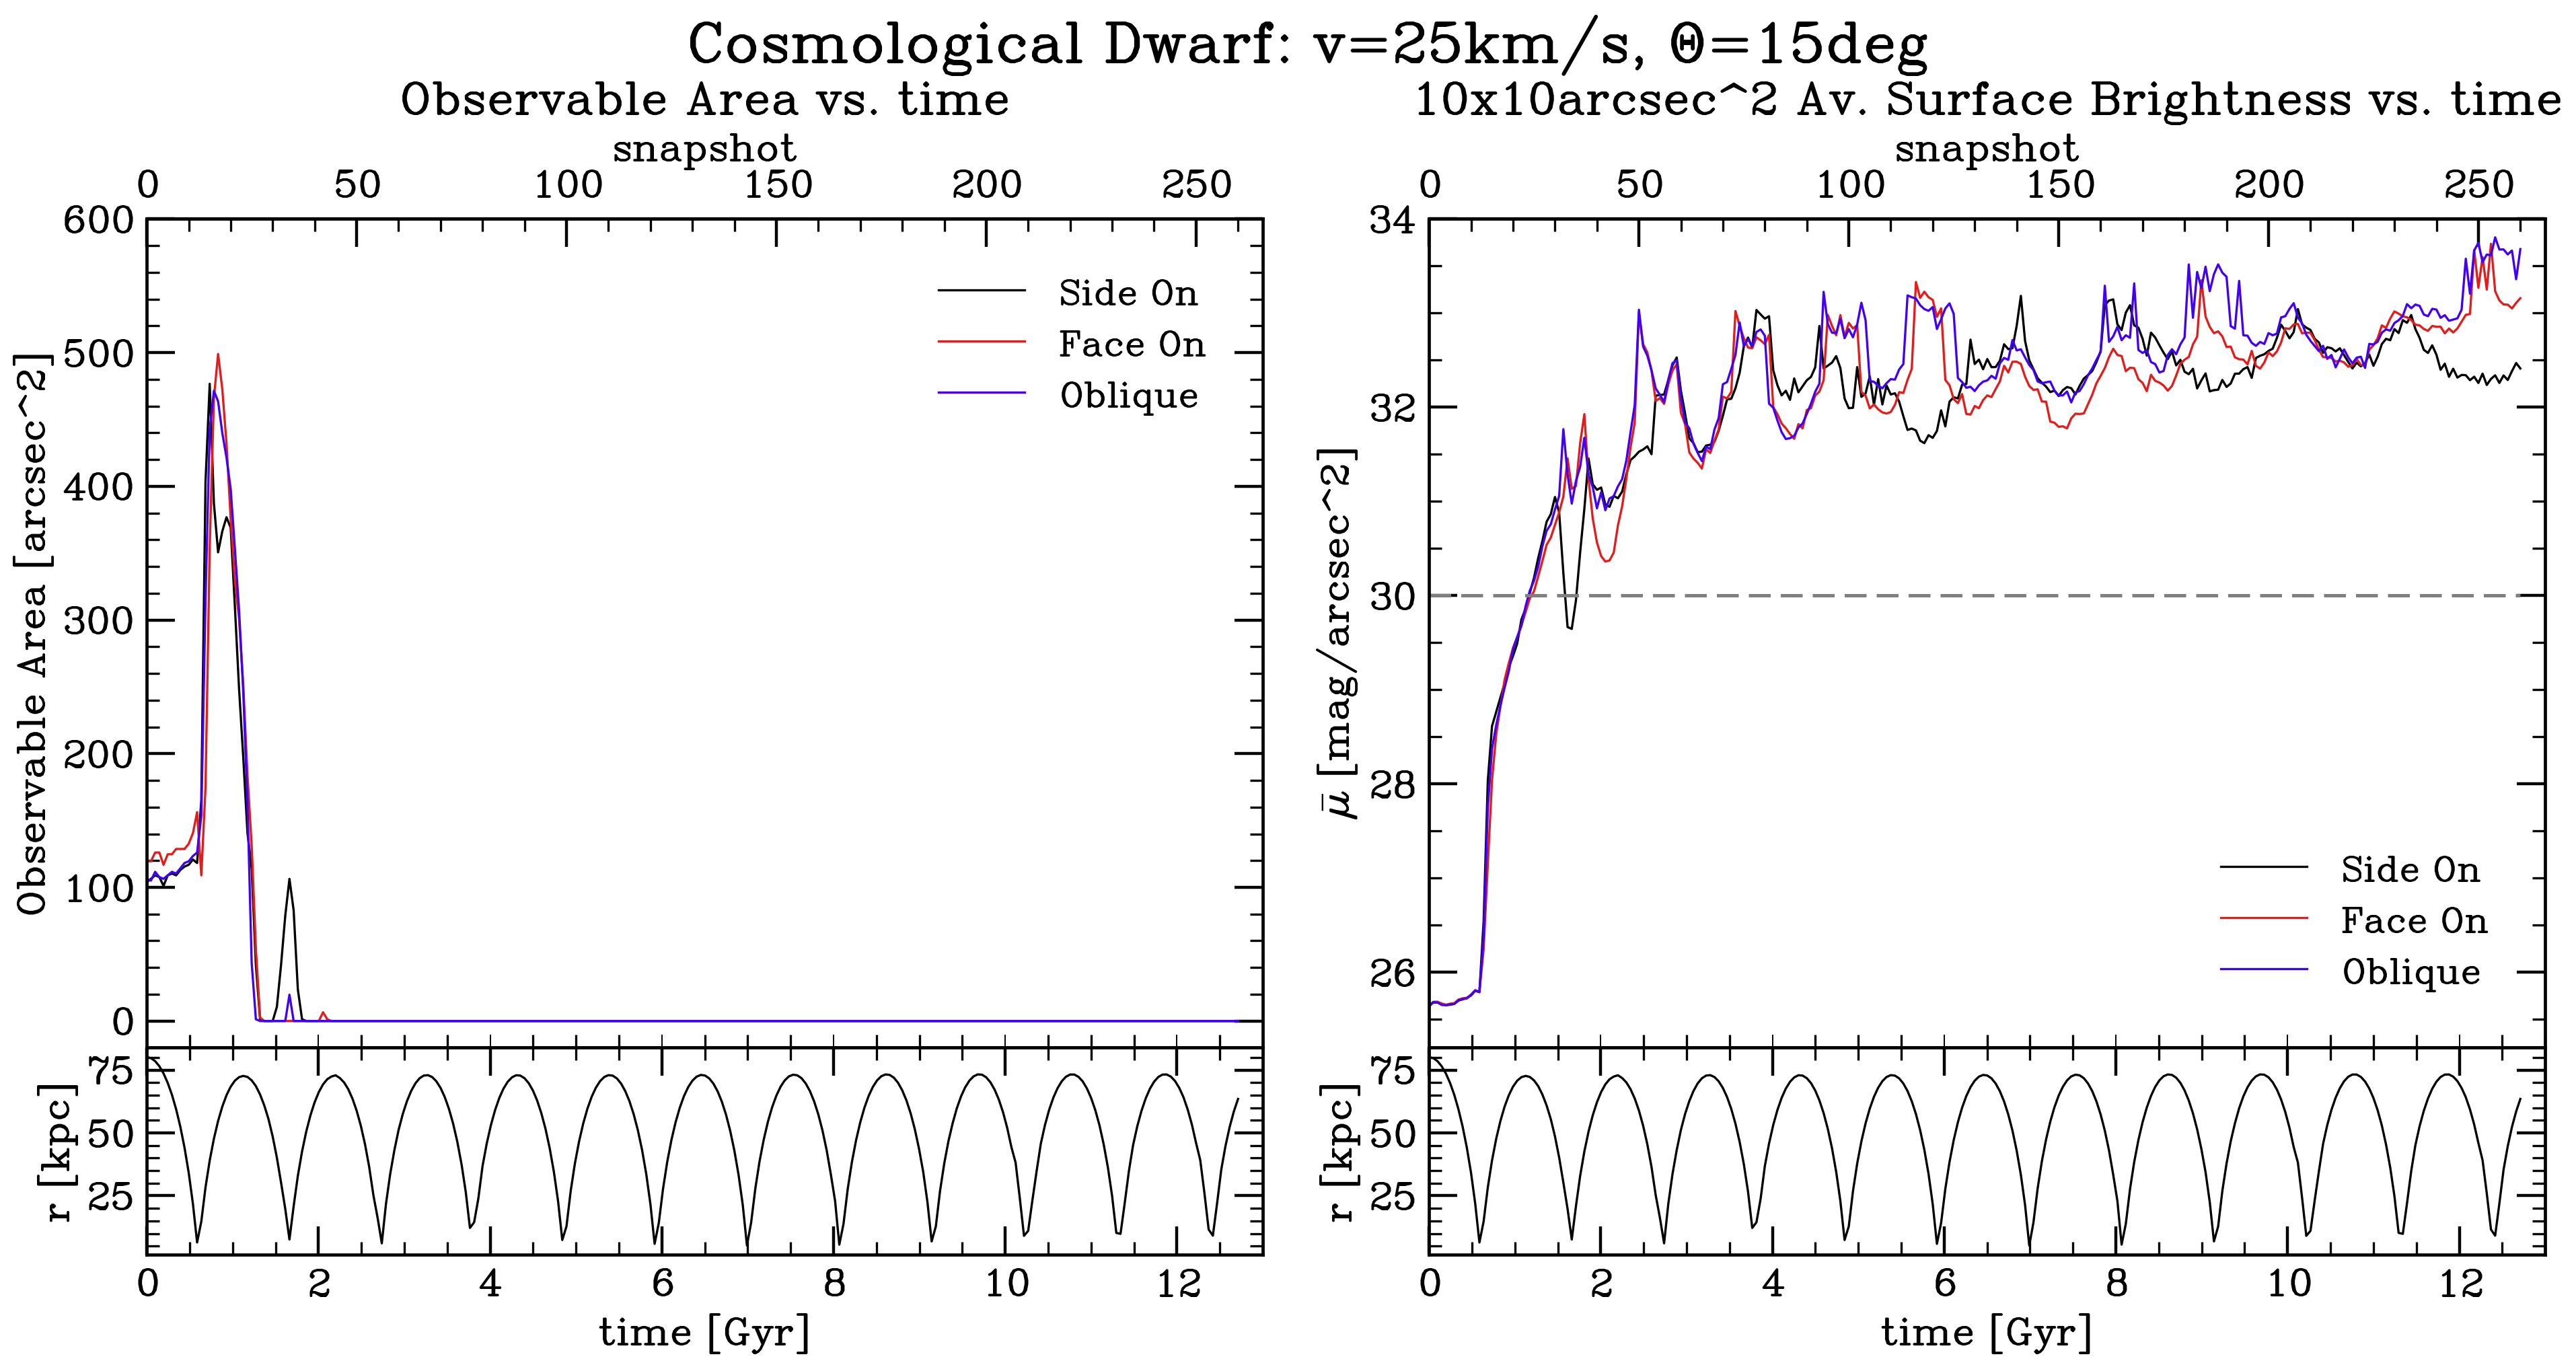 Cosmological Dwarf: v=25km/s, Θ=15deg
Observable Area vs. time
snapshot
0 50 100 150 200 250
600
500
400
300
200
100
0
Observable Area [arcsec^2]
Side On
Face On
Oblique
75
50
25
r [kpc]
0 2 4 6 8 10 12
time [Gyr]
10x10arcsec^2 Av. Surface Brightness vs. time
snapshot
0 50 100 150 200 250
34
32
30
28
26
μ̄ [mag/arcsec^2]
Side On
Face On
Oblique
75
50
25
r [kpc]
0 2 4 6 8 10 12
time [Gyr]